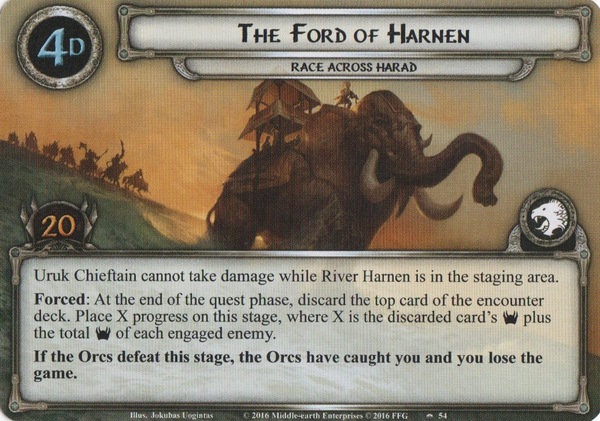 4D
THE FORD OF HARNEN
RACE ACROSS HARAD
20
Uruk Chieftain cannot take damage while River Harnen is in the staging area.
Forced: At the end of the quest phase, discard the top card of the encounter
deck. Place X progress on this stage, where X is the discarded card's plus
the total of each engaged enemy.
If the Orcs defeat this stage, the Orcs have caught you and you lose the
game.
Illus. Jokubas Uogintas © 2016 Middle-earth Enterprises © 2016 FFG 54